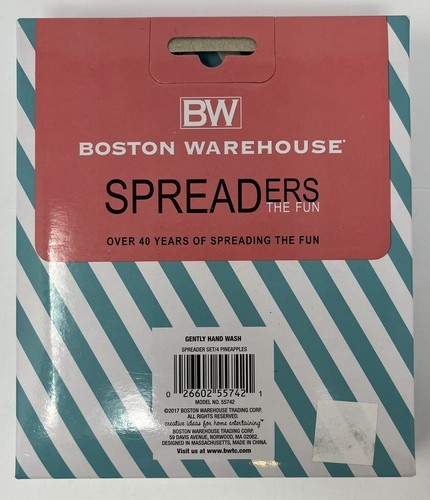 BW
BOSTON WAREHOUSE®
SPREADERS
THE FUN
OVER 40 YEARS OF SPREADING THE FUN
GENTLY HAND WASH
SPREADER SET/4 PINEAPPLES
0 26602 55742 1
MODEL NO. 55742
©2017 BOSTON WAREHOUSE TRADING CORP.
ALL RIGHTS RESERVED.
creative ideas for home entertaining™
BOSTON WAREHOUSE TRADING CORP.
59 DAVIS AVENUE, NORWOOD, MA 02062.
DESIGNED IN MASSACHUSETTS, MADE IN CHINA.
Visit us at www.bwtc.com